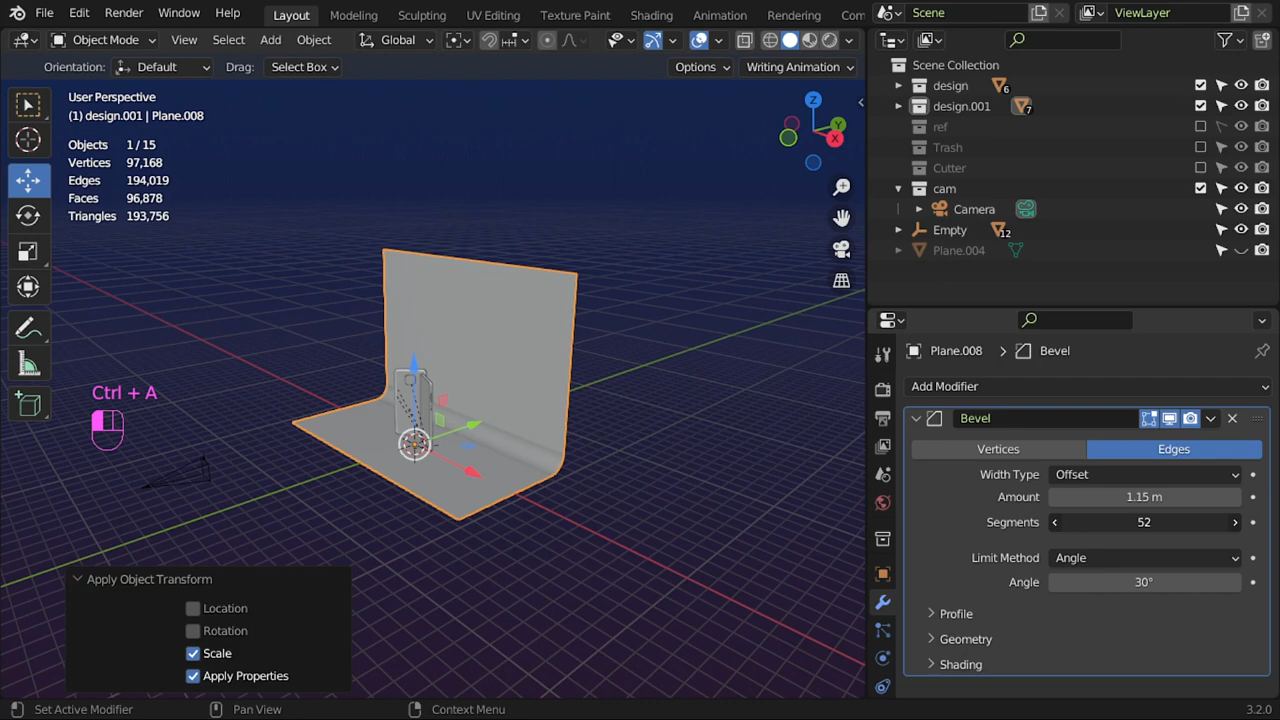 File Edit Render Window Help Layout Modeling Sculpting UV Editing Texture Paint Shading Animation Rendering Com Scene ViewLayer
Object Mode View Select Add Object Global
Orientation: Default Drag: Select Box Options Writing Animation
User Perspective
(1) design.001 | Plane.008
Objects 1/15
Vertices 97,168
Edges 194,019
Faces 96,878
Triangles 193,756
Z
Y
X
Ctrl + A
Apply Object Transform
Location
Rotation
Scale
Apply Properties
Scene Collection
design 6
design.001 7
ref
Trash
Cutter
cam
Camera
Empty 12
Plane.004
Plane.008 Bevel
Add Modifier
Bevel
Vertices Edges
Width Type Offset
Amount 1.15 m
Segments 52
Limit Method Angle
Angle 30°
Profile
Geometry
Shading
Set Active Modifier Pan View Context Menu 3.2.0